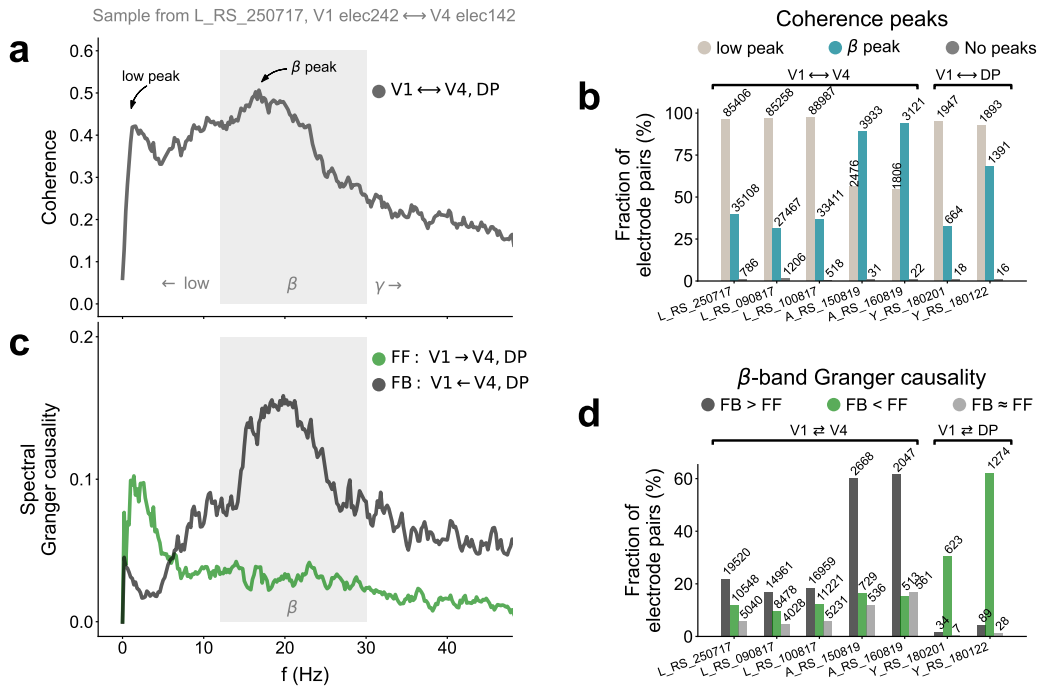 Sample from L_RS_250717, V1 elec242 ⟷ V4 elec142
a
0.6
0.5
0.4
0.3
0.2
0.1
0.0
Coherence
low peak
β peak
V1 ⟷ V4, DP
← low
β
γ →
c
0.2
0.1
0.0
Spectral
Granger causality
FF : V1 → V4, DP
FB : V1 ← V4, DP
β
0 10 20 30 40
f (Hz)
Coherence peaks
low peak
β peak
No peaks
b
V1 ⟷ V4
V1 ⟷ DP
100
75
50
25
0
Fraction of
electrode pairs (%)
85406 35108 786
85258 27467 1206
88987 33411 518
2476 3933 31
1806 3121 22
1947 664 18
1893 1391 16
L_RS_250717
L_RS_090817
L_RS_100817
A_RS_150819
A_RS_160819
Y_RS_180201
Y_RS_180122
β-band Granger causality
FB > FF
FB < FF
FB ≈ FF
d
V1 ⇄ V4
V1 ⇄ DP
60
40
20
0
Fraction of
electrode pairs (%)
19520 10548 5040
14961 8478 4028
16959 11221 5231
2668 729 536
2047 513 561
34 623 7
89 1274 28
L_RS_250717
L_RS_090817
L_RS_100817
A_RS_150819
A_RS_160819
Y_RS_180201
Y_RS_180122